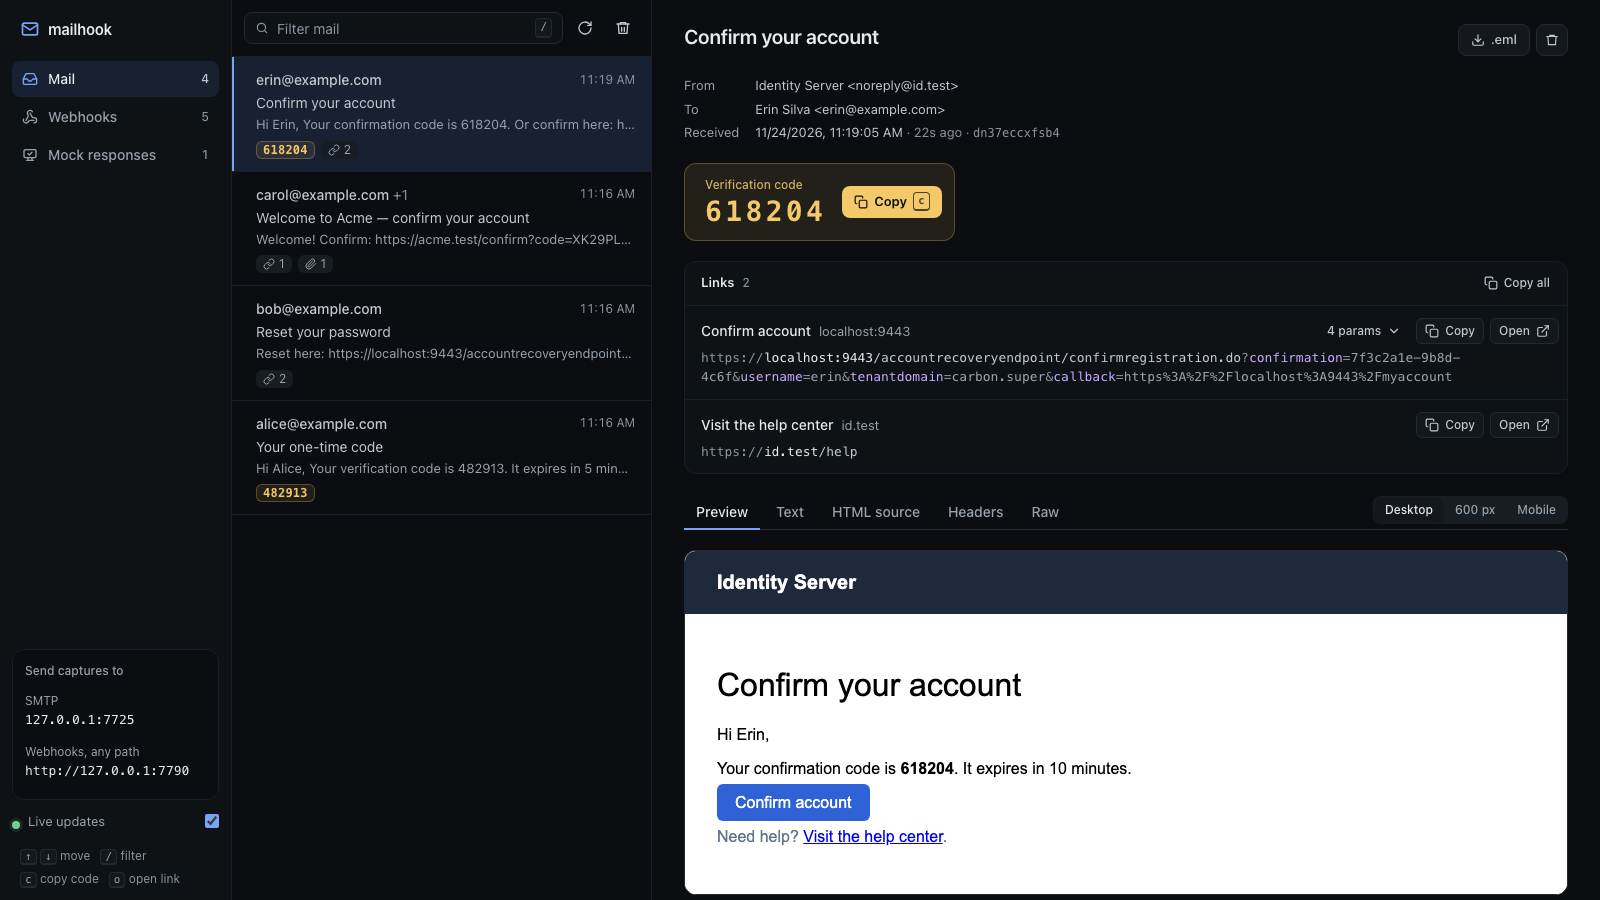 mailhook
Mail 4
Webhooks 5
Mock responses 1
Send captures to
SMTP
127.0.0.1:7725
Webhooks, any path
http://127.0.0.1:7790
Live updates
↑ ↓ move / filter
c copy code o open link
Filter mail /
erin@example.com 11:19 AM
Confirm your account
Hi Erin, Your confirmation code is 618204. Or confirm here: h...
618204 2
carol@example.com +1 11:16 AM
Welcome to Acme — confirm your account
Welcome! Confirm: https://acme.test/confirm?code=XK29PL...
1 1
bob@example.com 11:16 AM
Reset your password
Reset here: https://localhost:9443/accountrecoveryendpoint...
2
alice@example.com 11:16 AM
Your one-time code
Hi Alice, Your verification code is 482913. It expires in 5 min...
482913
Confirm your account
.eml
From Identity Server <noreply@id.test>
To Erin Silva <erin@example.com>
Received 11/24/2026, 11:19:05 AM · 22s ago · dn37eccxfsb4
Verification code
618204
Copy c
Links 2 Copy all
Confirm account localhost:9443 4 params Copy Open
https://localhost:9443/accountrecoveryendpoint/confirmregistration.do?confirmation=7f3c2a1e-9b8d-
4c6f&username=erin&tenantdomain=carbon.super&callback=https%3A%2F%2Flocalhost%3A9443%2Fmyaccount
Visit the help center id.test Copy Open
https://id.test/help
Preview Text HTML source Headers Raw Desktop 600 px Mobile
Identity Server
Confirm your account
Hi Erin,
Your confirmation code is 618204. It expires in 10 minutes.
Confirm account
Need help? Visit the help center.